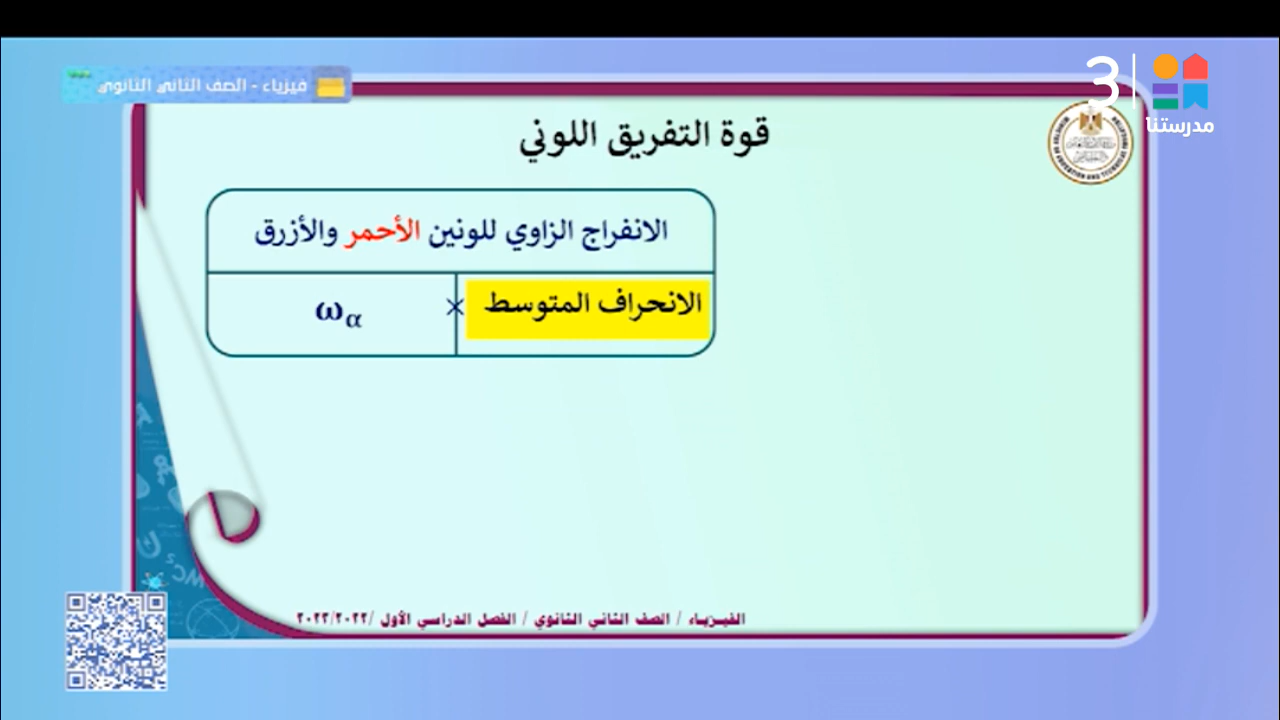 3
مدرستنا
فيزياء - الصف الثاني الثانوي
قوة التفريق اللوني
الانفراج الزاوي للونين الأحمر والأزرق
الانحراف المتوسط × ωα
الفيزياء / الصف الثاني الثانوي / الفصل الدراسي الأول /٢٠٢٢/٢٠٢٣